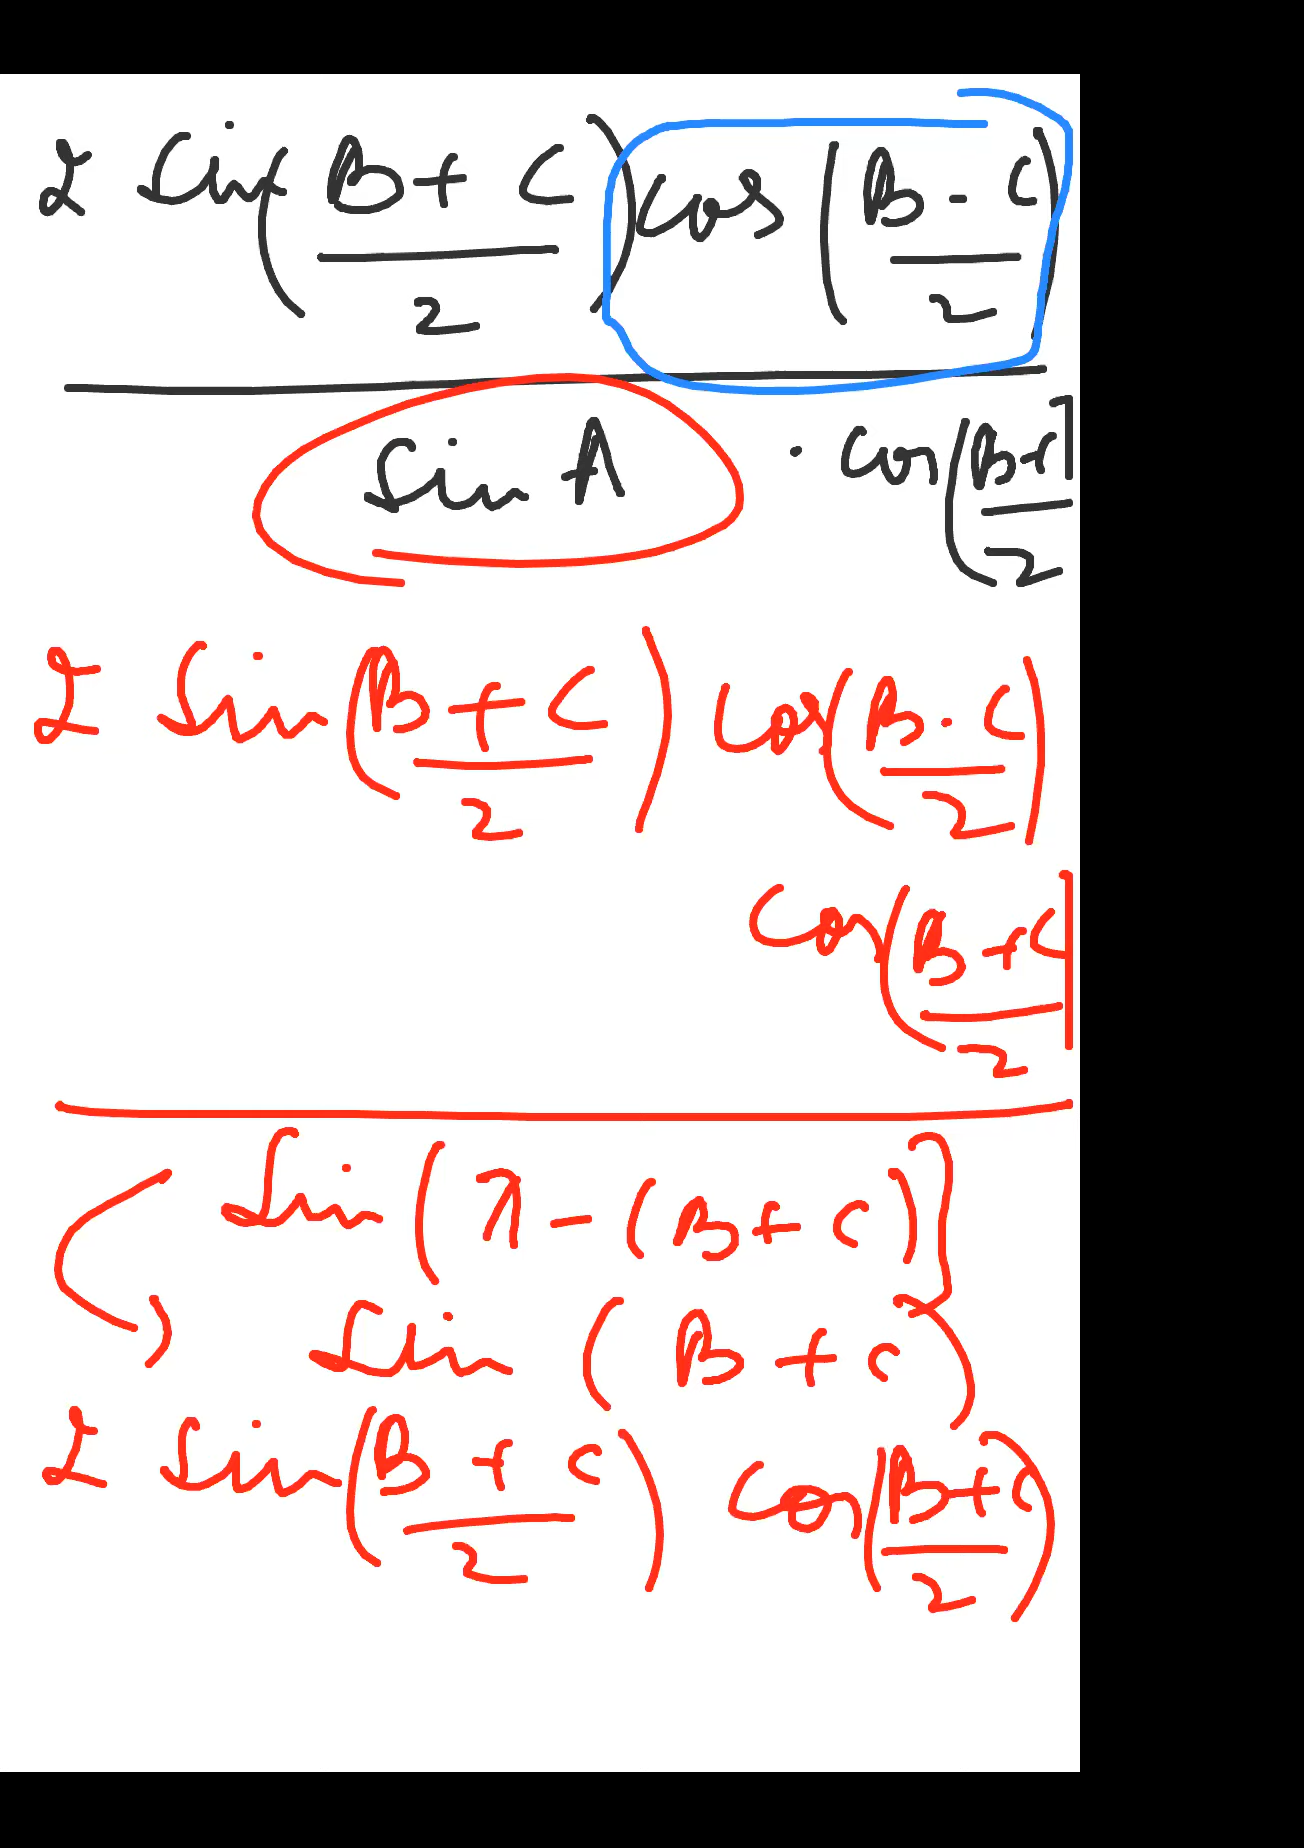 2 sin(B + C / 2) cos(B - C / 2)
sin A . cos(B+C / 2)
2 sin(B + C / 2) cos(B - C / 2)
cos(B + C / 2)
sin(π - (B + C))
sin (B + C)
2 sin(B + C / 2) cos(B + C / 2)